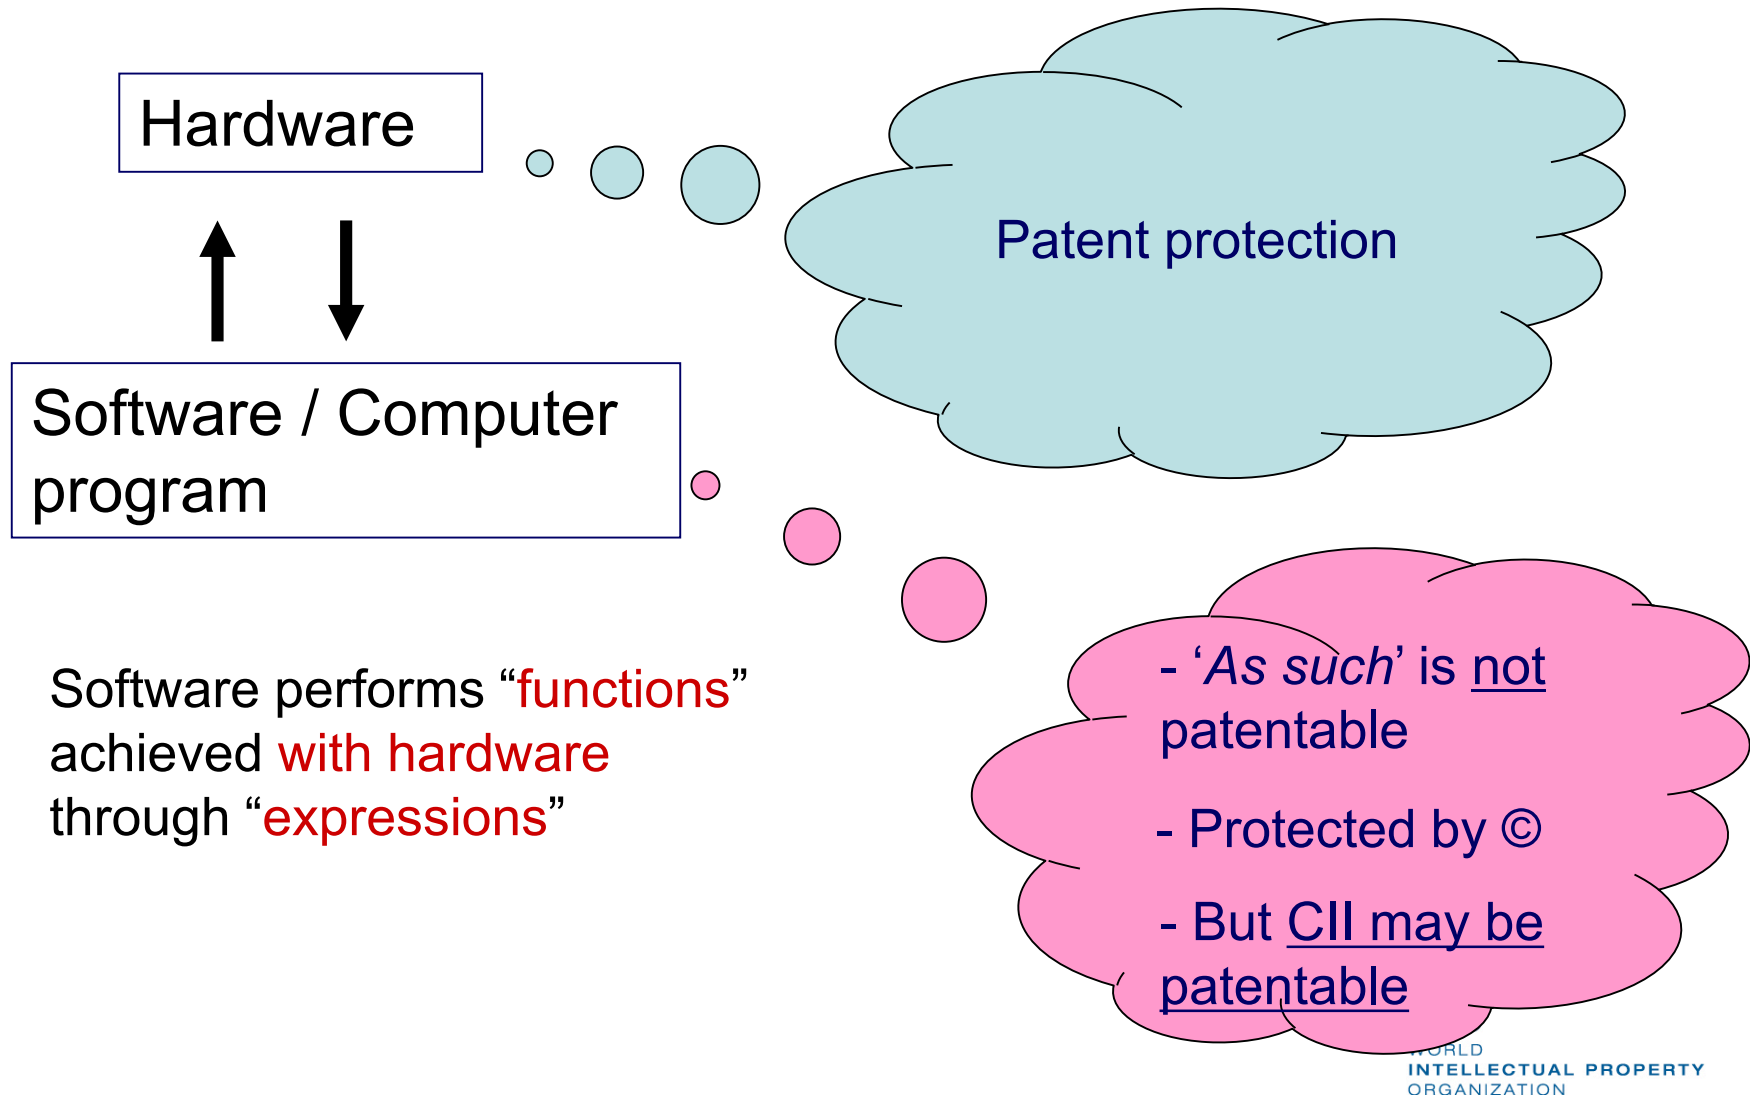 Hardware
Patent protection
Software / Computer
program
Software performs “functions”
achieved with hardware
through “expressions”
- ‘As such’ is not
patentable
- Protected by ©
- But CII may be
patentable
WORLD
INTELLECTUAL PROPERTY
ORGANIZATION